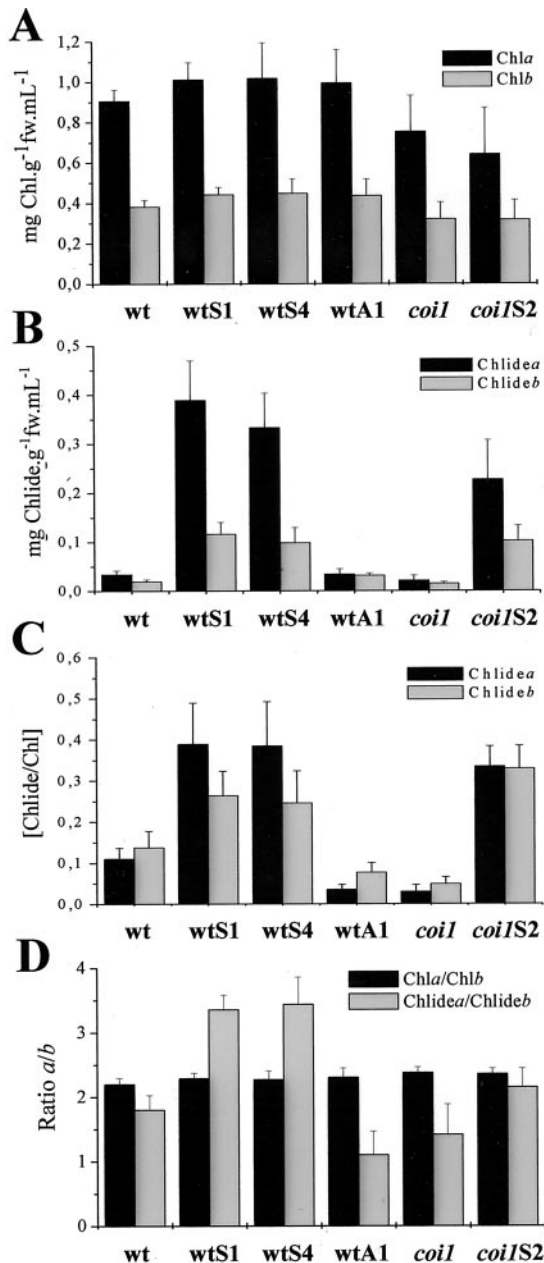 A
1,2
1,0
0,8
0,6
0,4
0,2
0,0
mg Chl.g⁻¹fw.mL⁻¹
Chla
Chlb
wt wtS1 wtS4 wtA1 coi1 coi1S2
B
0,5
0,4
0,3
0,2
0,1
0,0
mg Chlide.g⁻¹fw.mL⁻¹
Chlidea
Chlideb
wt wtS1 wtS4 wtA1 coi1 coi1S2
C
0,6
0,5
0,4
0,3
0,2
0,1
0,0
[Chlide/Chl]
Chlidea
Chlideb
wt wtS1 wtS4 wtA1 coi1 coi1S2
D
4
3
2
1
0
Ratio a/b
Chla/Chlb
Chlidea/Chlideb
wt wtS1 wtS4 wtA1 coi1 coi1S2